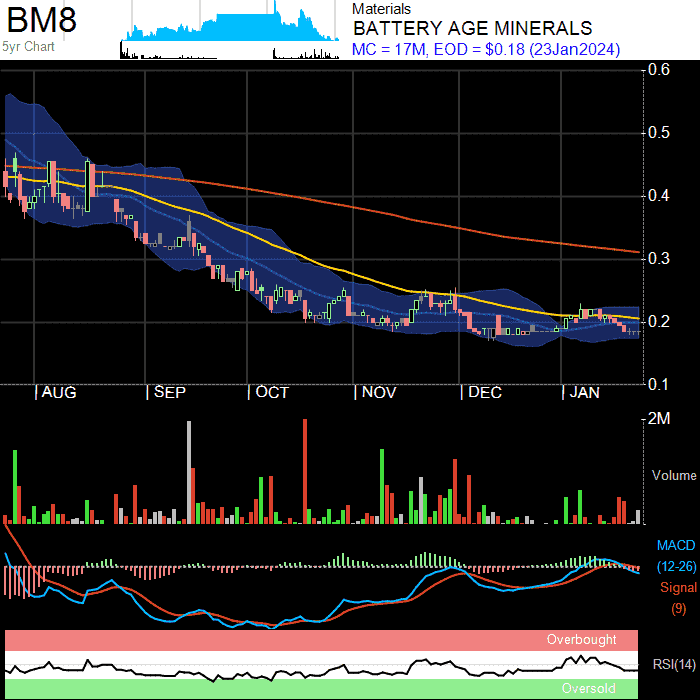 BM8
5yr Chart
Materials
BATTERY AGE MINERALS
MC = 17M, EOD = $0.18 (23Jan2024)
0.6
0.5
0.4
0.3
0.2
0.1
AUG SEP OCT NOV DEC JAN
2M
Volume
MACD
(12-26)
Signal
(9)
Overbought
RSI(14)
Oversold